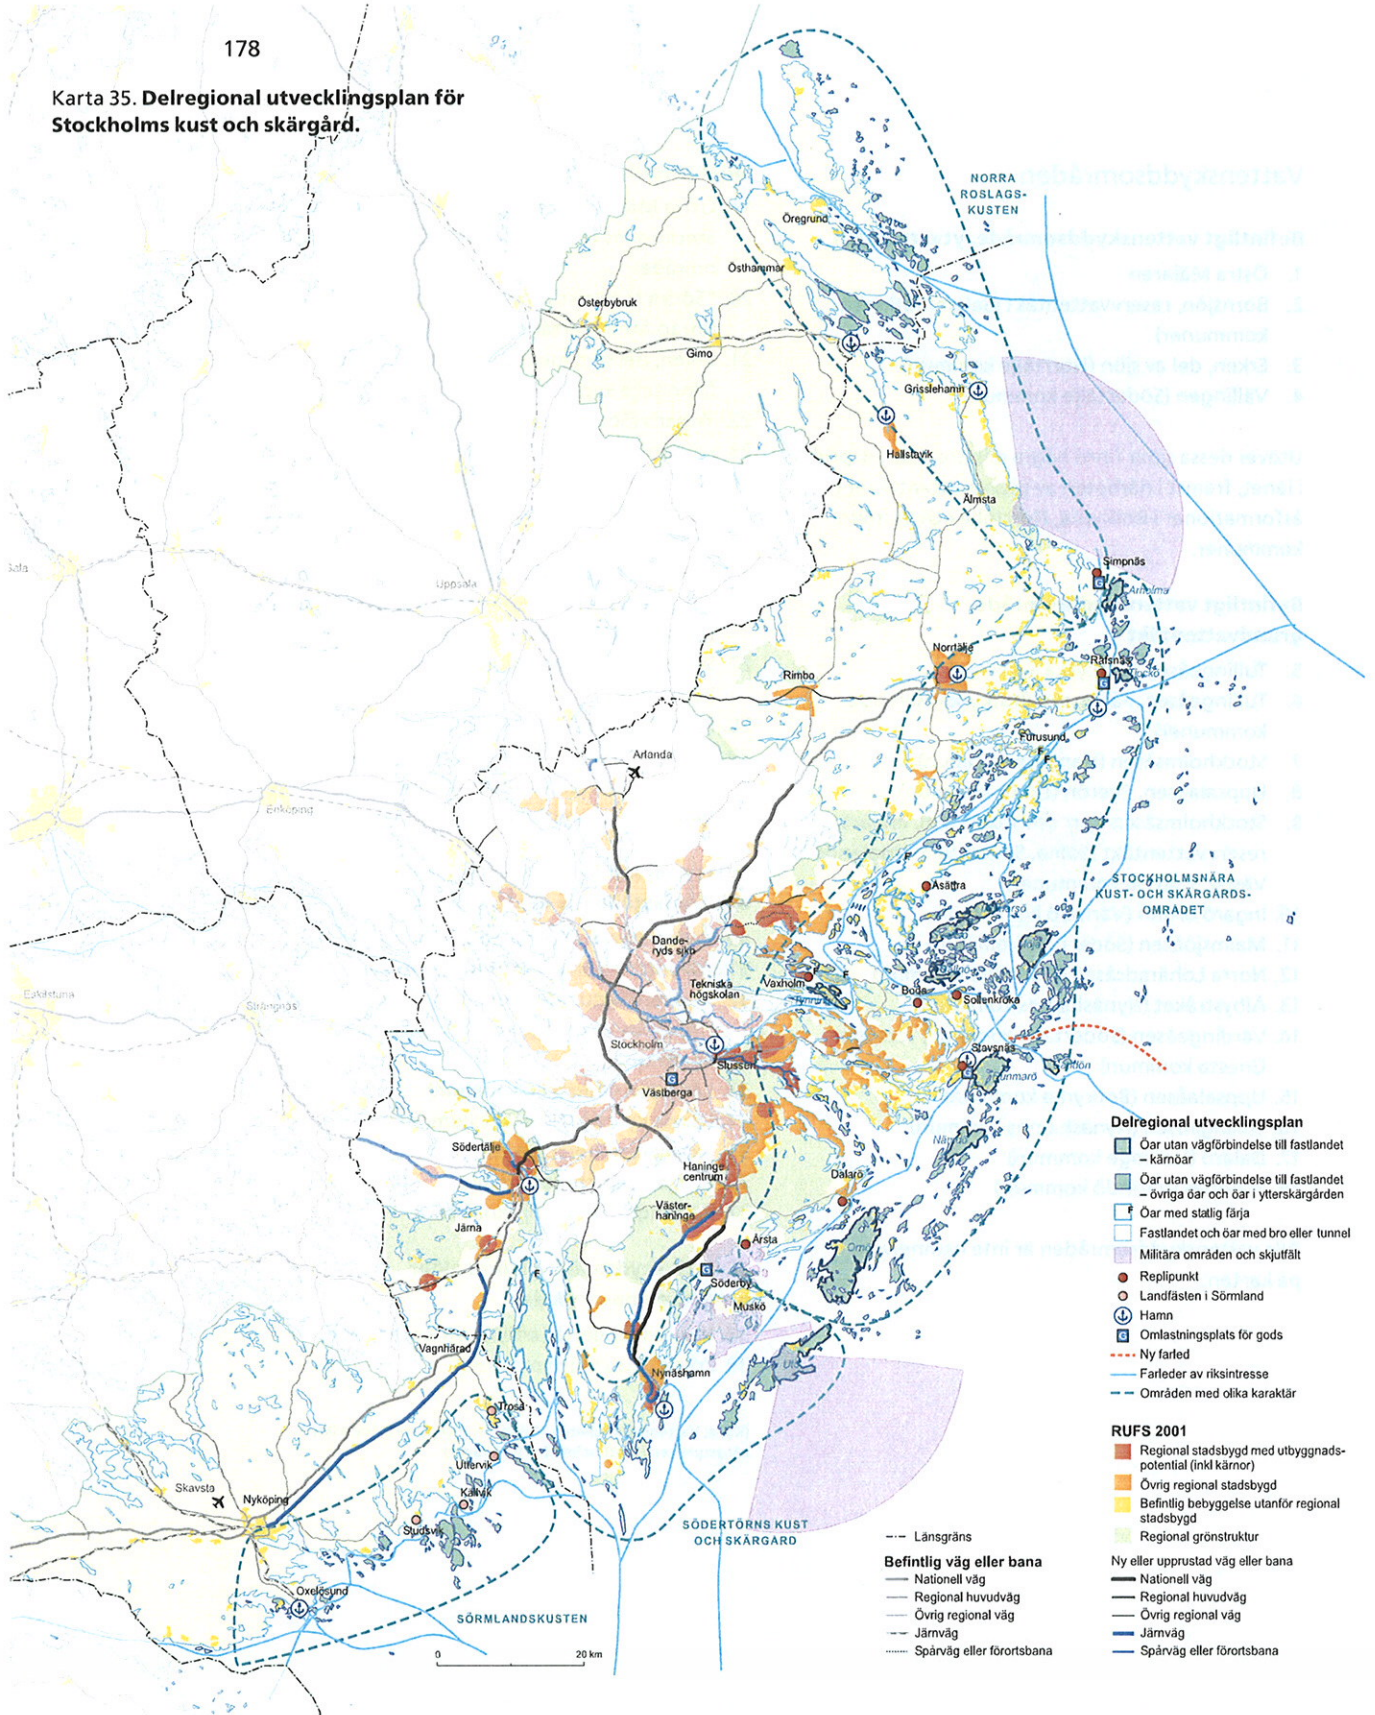 178
Karta 35. Delregional utvecklingsplan för
Stockholms kust och skärgård.
NORRA
ROSLAGS-
KUSTEN
Öregrund
Östhammar
Österbybruk
Gimo
Grisslehamn
Hallstavik
Älmsta
Simpnäs
Arholma
Uppsala
Norrtälje
Räfsnäs
Tjockö
Rimbo
Furusund
F
F
Arlanda
Enköping
F
STOCKHOLMSNÄRA
KUST- OCH SKÄRGÅRDS-
OMRÅDET
Åsättra
Dande-
ryds sjkh
Tekniska
högskolan
Vaxholm
F
F
Boda
Sollenkroka
Eskilstuna
Strängnäs
Stockholm
Slussen
Stavsnäs
Runmarö
Västberga
Södertälje
Haninge
centrum
Dalarö
Nämdö
Väster-
haninge
Järna
Årsta
Ornö
F
Söderby
Muskö
Vagnhärad
Utö
Nynäshamn
Trosa
Uttervik
Källvik
Skavsta
Nyköping
Studsvik
SÖDERTÖRNS KUST
OCH SKÄRGÅRD
Oxelösund
SÖRMLANDSKUSTEN
0
20 km
Delregional utvecklingsplan
Öar utan vägförbindelse till fastlandet
– kärnöar
Öar utan vägförbindelse till fastlandet
– övriga öar och öar i ytterskärgården
F Öar med statlig färja
Fastlandet och öar med bro eller tunnel
Militära områden och skjutfält
Replipunkt
Landfästen i Sörmland
Hamn
G Omlastningsplats för gods
Ny farled
Farleder av riksintresse
Områden med olika karaktär
RUFS 2001
Regional stadsbygd med utbyggnads-
potential (inkl kärnor)
Övrig regional stadsbygd
Befintlig bebyggelse utanför regional
stadsbygd
Regional grönstruktur
Länsgräns
Befintlig väg eller bana
Nationell väg
Regional huvudväg
Övrig regional väg
Järnväg
Spårväg eller förortsbana
Ny eller upprustad väg eller bana
Nationell väg
Regional huvudväg
Övrig regional väg
Järnväg
Spårväg eller förortsbana